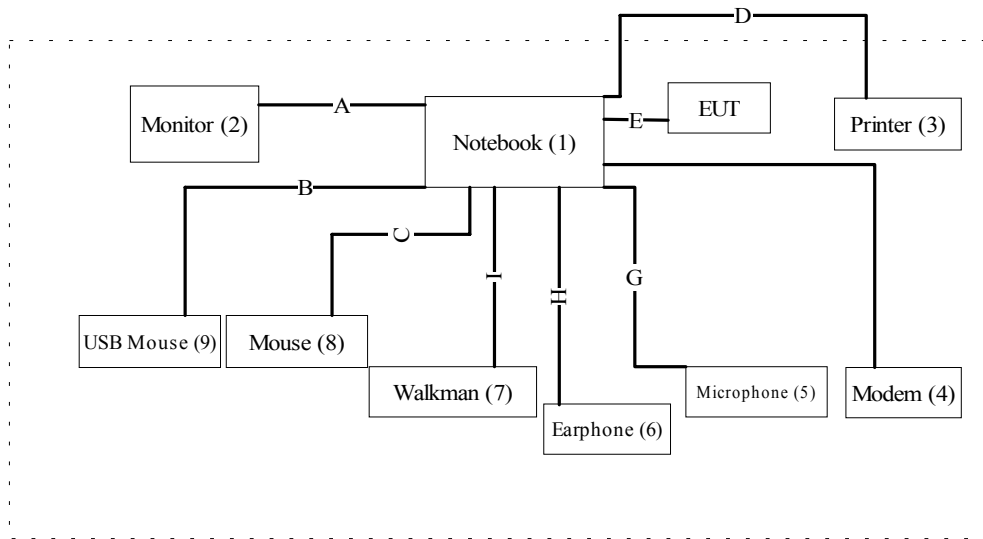 D
EUT
A
Monitor (2)
E
Printer (3)
Notebook (1)
B
C
I
H
G
USB Mouse (9)
Mouse (8)
Walkman (7)
Microphone (5)
Modem (4)
Earphone (6)